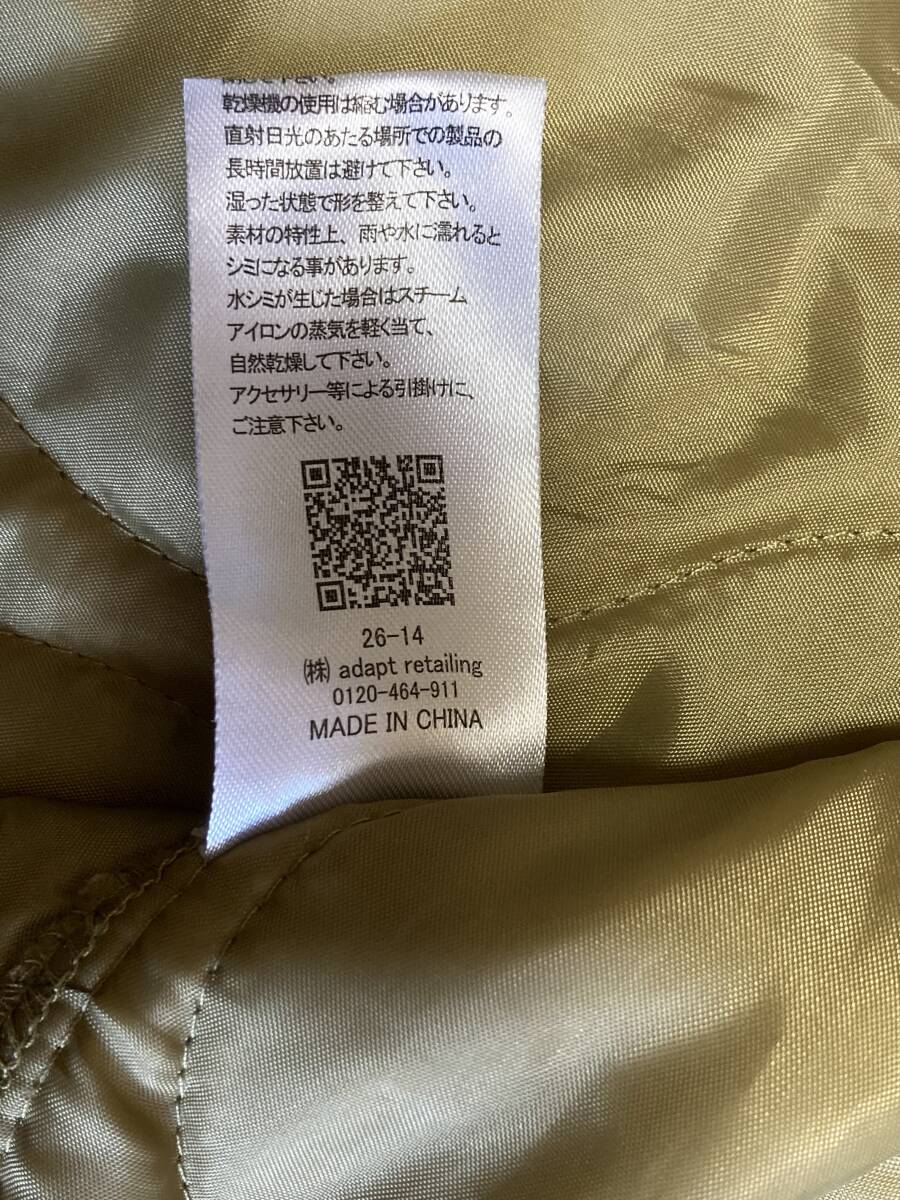 乾燥機の使用は縮む場合があります。
直射日光のあたる場所での製品の
長時間放置は避けて下さい。
湿った状態で形を整えて下さい。
素材の特性上、雨や水に濡れると
シミになる事があります。
水シミが生じた場合はスチーム
アイロンの蒸気を軽く当て、
自然乾燥して下さい。
アクセサリー等による引掛けに、
ご注意下さい。
26-14
㈱ adapt retailing
0120-464-911
MADE IN CHINA